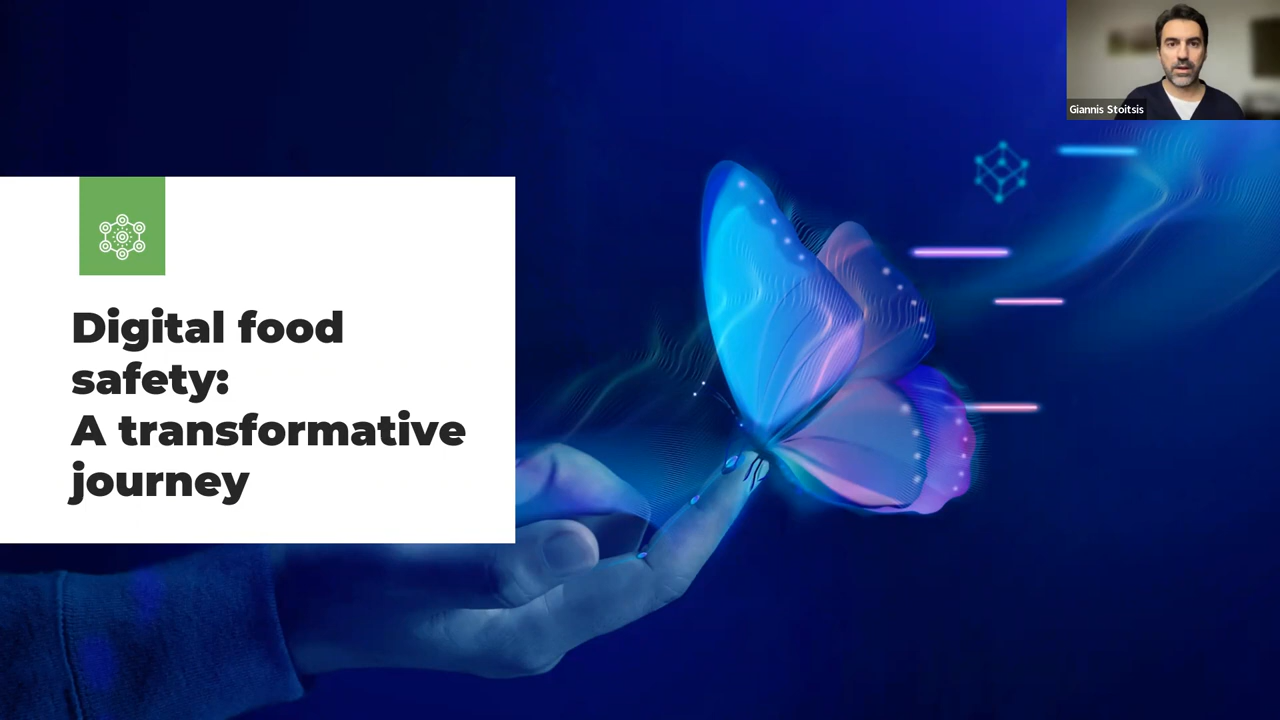 Giannis Stoitsis
Digital food
safety:
A transformative
journey